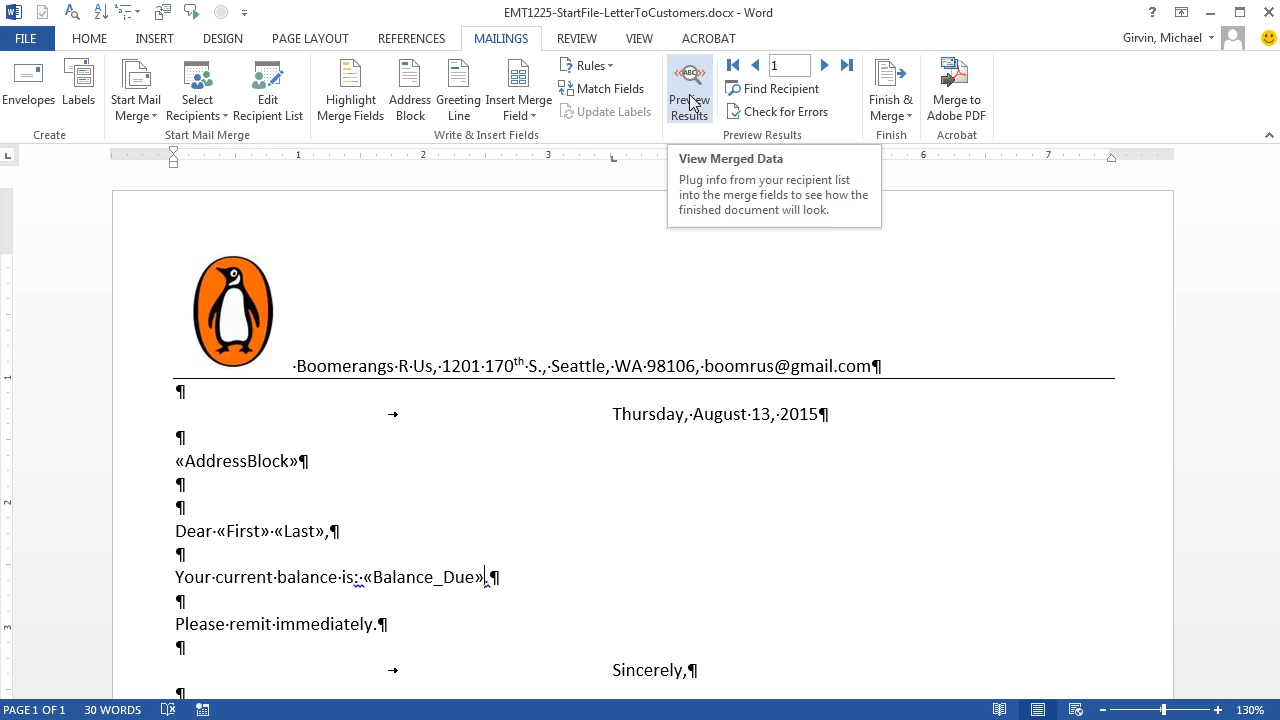 EMT1225-StartFile-LetterToCustomers.docx - Word
FILE HOME INSERT DESIGN PAGE LAYOUT REFERENCES MAILINGS REVIEW VIEW ACROBAT Girvin, Michael
Envelopes
Labels
Create
Start Mail Merge
Select Recipients
Edit Recipient List
Start Mail Merge
Highlight Merge Fields
Address Block
Greeting Line
Insert Merge Field
Rules
Match Fields
Update Labels
Write & Insert Fields
ABC
Preview Results
1
Find Recipient
Check for Errors
Preview Results
Finish & Merge
Finish
Merge to Adobe PDF
Acrobat
1 2 3 6 7
View Merged Data
Plug info from your recipient list
into the merge fields to see how the
finished document will look.
·Boomerangs·R·Us,·1201·170th·S.,·Seattle,·WA·98106,·boomrus@gmail.com¶
¶
→ Thursday,·August·13,·2015¶
¶
«AddressBlock»¶
¶
¶
Dear·«First»·«Last»,¶
¶
Your·current·balance·is:·«Balance_Due».¶
¶
Please·remit·immediately.¶
¶
→ Sincerely,¶
¶
1
2
3
PAGE 1 OF 1 30 WORDS 130%